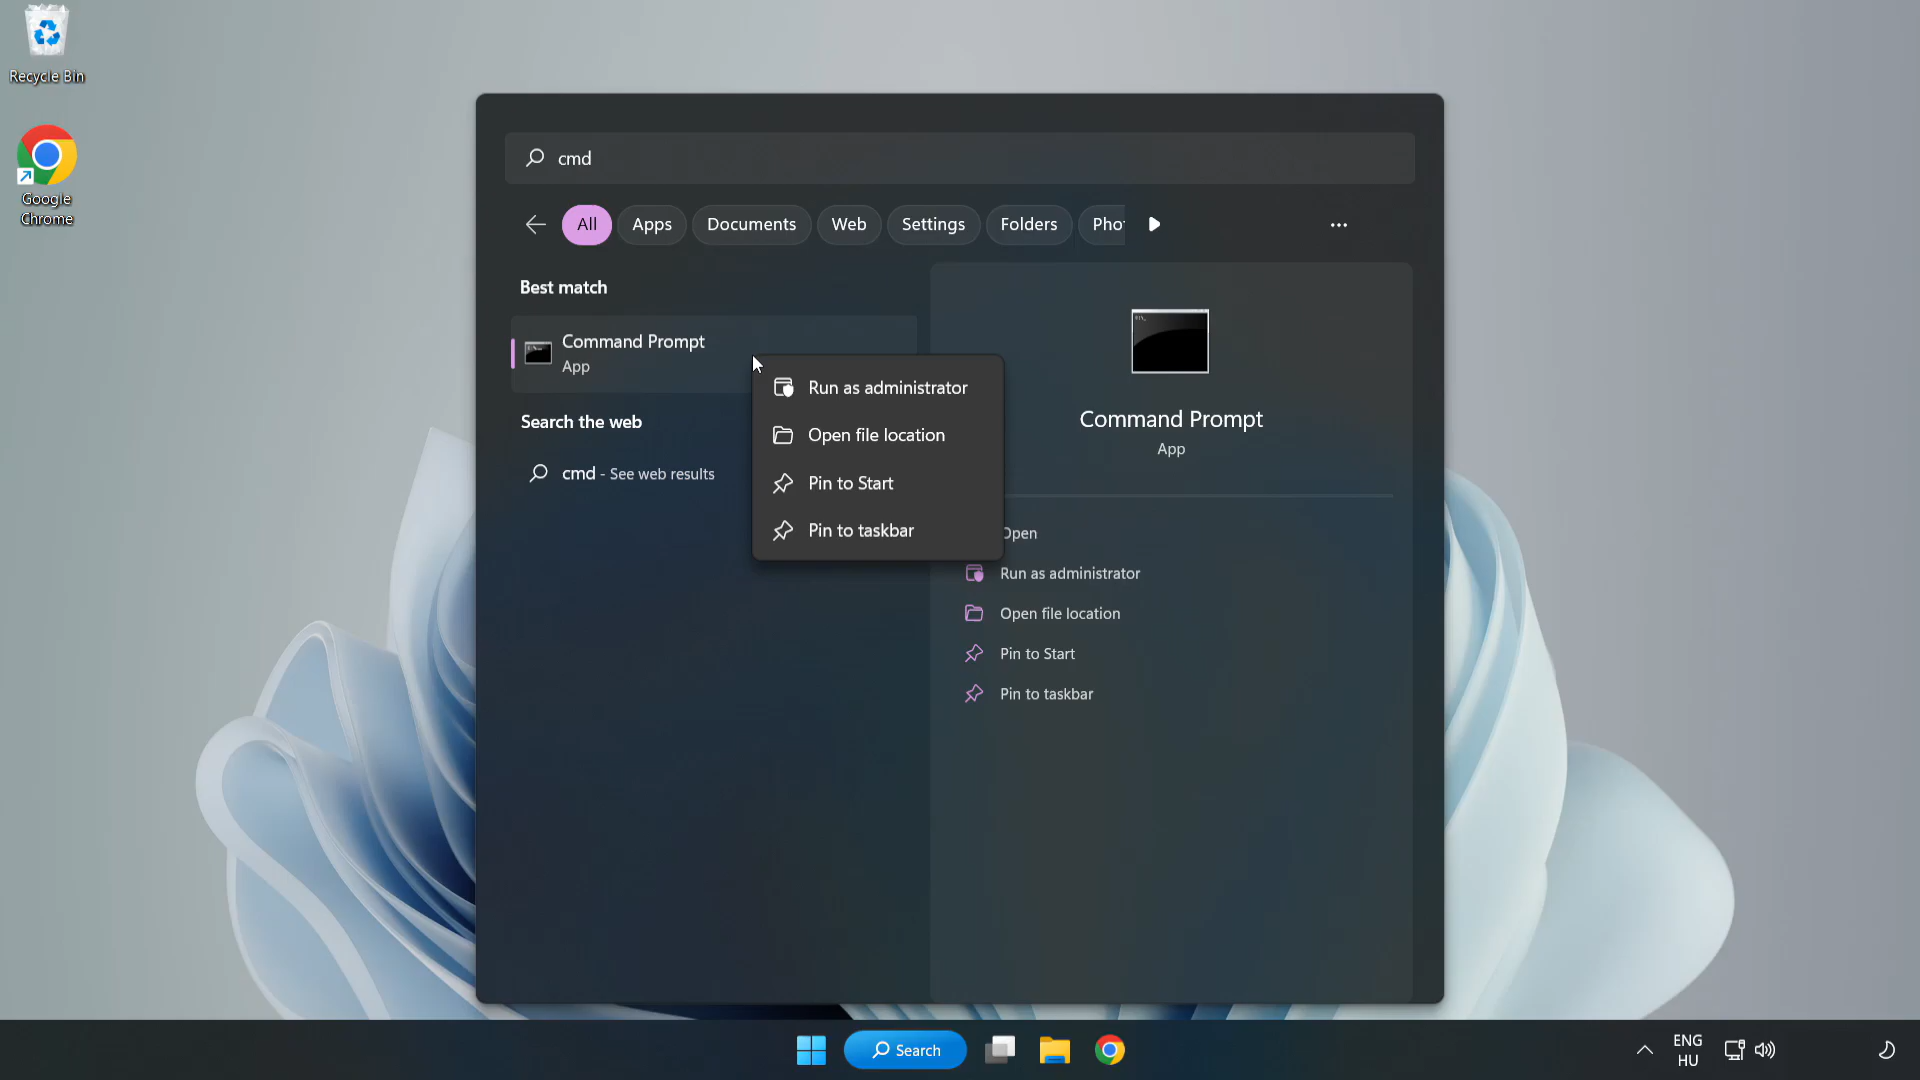 Recycle Bin
Google
Chrome
cmd
All
Apps
Documents
Web
Settings
Folders
Pho
Best match
Command Prompt
App
Search the web
cmd - See web results
Run as administrator
Open file location
Pin to Start
Pin to taskbar
Command Prompt
App
Open
Run as administrator
Open file location
Pin to Start
Pin to taskbar
Search
ENG
HU